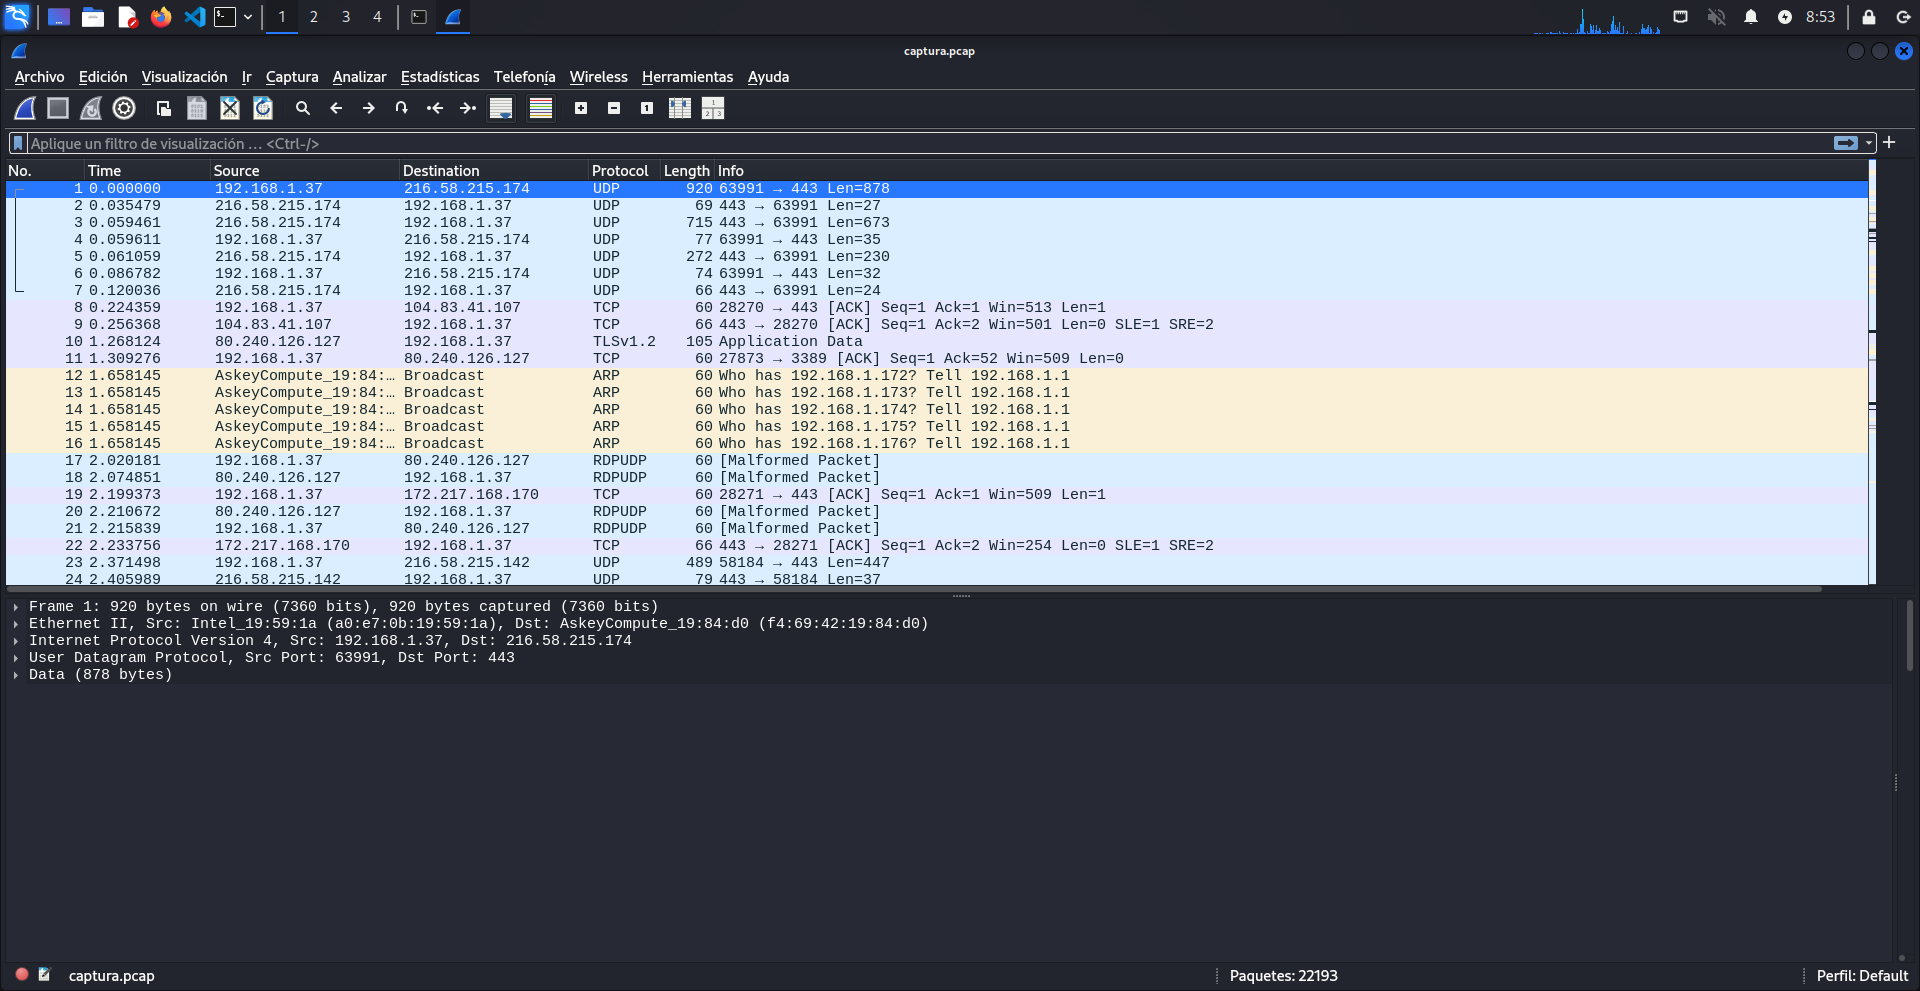 1 2 3 4 8:53
captura.pcap
Archivo Edición Visualización Ir Captura Analizar Estadísticas Telefonía Wireless Herramientas Ayuda
Aplique un filtro de visualización … <Ctrl-/>
No. Time Source Destination Protocol Length Info
1 0.000000 192.168.1.37 216.58.215.174 UDP 920 63991 → 443 Len=878
2 0.035479 216.58.215.174 192.168.1.37 UDP 69 443 → 63991 Len=27
3 0.059461 216.58.215.174 192.168.1.37 UDP 715 443 → 63991 Len=673
4 0.059611 192.168.1.37 216.58.215.174 UDP 77 63991 → 443 Len=35
5 0.061059 216.58.215.174 192.168.1.37 UDP 272 443 → 63991 Len=230
6 0.086782 192.168.1.37 216.58.215.174 UDP 74 63991 → 443 Len=32
7 0.120036 216.58.215.174 192.168.1.37 UDP 66 443 → 63991 Len=24
8 0.224359 192.168.1.37 104.83.41.107 TCP 60 28270 → 443 [ACK] Seq=1 Ack=1 Win=513 Len=1
9 0.256368 104.83.41.107 192.168.1.37 TCP 66 443 → 28270 [ACK] Seq=1 Ack=2 Win=501 Len=0 SLE=1 SRE=2
10 1.268124 80.240.126.127 192.168.1.37 TLSv1.2 105 Application Data
11 1.309276 192.168.1.37 80.240.126.127 TCP 60 27873 → 3389 [ACK] Seq=1 Ack=52 Win=509 Len=0
12 1.658145 AskeyCompute_19:84:… Broadcast ARP 60 Who has 192.168.1.172? Tell 192.168.1.1
13 1.658145 AskeyCompute_19:84:… Broadcast ARP 60 Who has 192.168.1.173? Tell 192.168.1.1
14 1.658145 AskeyCompute_19:84:… Broadcast ARP 60 Who has 192.168.1.174? Tell 192.168.1.1
15 1.658145 AskeyCompute_19:84:… Broadcast ARP 60 Who has 192.168.1.175? Tell 192.168.1.1
16 1.658145 AskeyCompute_19:84:… Broadcast ARP 60 Who has 192.168.1.176? Tell 192.168.1.1
17 2.020181 192.168.1.37 80.240.126.127 RDPUDP 60 [Malformed Packet]
18 2.074851 80.240.126.127 192.168.1.37 RDPUDP 60 [Malformed Packet]
19 2.199373 192.168.1.37 172.217.168.170 TCP 60 28271 → 443 [ACK] Seq=1 Ack=1 Win=509 Len=1
20 2.210672 80.240.126.127 192.168.1.37 RDPUDP 60 [Malformed Packet]
21 2.215839 192.168.1.37 80.240.126.127 RDPUDP 60 [Malformed Packet]
22 2.233756 172.217.168.170 192.168.1.37 TCP 66 443 → 28271 [ACK] Seq=1 Ack=2 Win=254 Len=0 SLE=1 SRE=2
23 2.371498 192.168.1.37 216.58.215.142 UDP 489 58184 → 443 Len=447
24 2.405989 216.58.215.142 192.168.1.37 UDP 79 443 → 58184 Len=37
Frame 1: 920 bytes on wire (7360 bits), 920 bytes captured (7360 bits)
Ethernet II, Src: Intel_19:59:1a (a0:e7:0b:19:59:1a), Dst: AskeyCompute_19:84:d0 (f4:69:42:19:84:d0)
Internet Protocol Version 4, Src: 192.168.1.37, Dst: 216.58.215.174
User Datagram Protocol, Src Port: 63991, Dst Port: 443
Data (878 bytes)
captura.pcap Paquetes: 22193 Perfil: Default